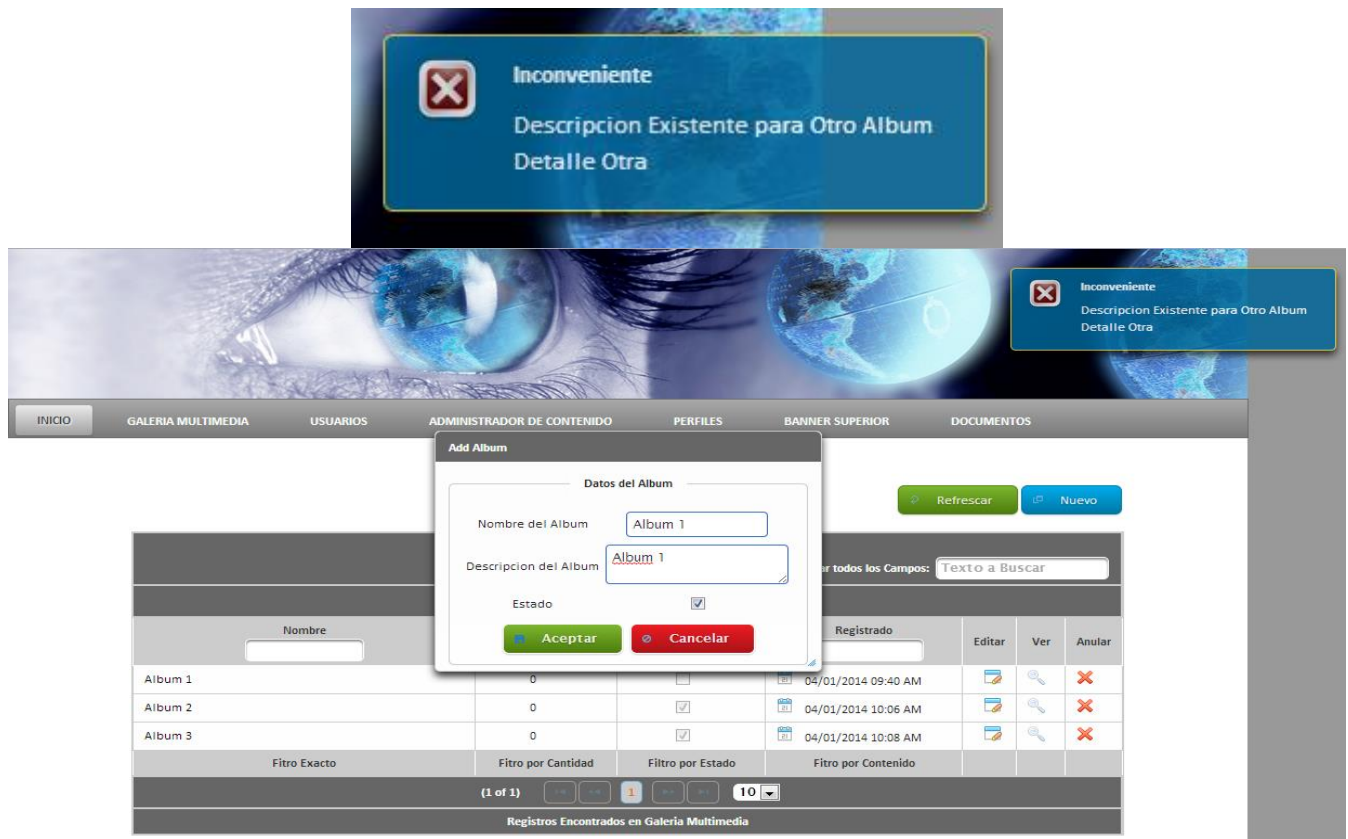 Inconveniente
Descripcion Existente para Otro Album
Detalle Otra
Inconveniente
Descripcion Existente para Otro Album
Detalle Otra
INICIO GALERIA MULTIMEDIA USUARIOS ADMINISTRADOR DE CONTENIDO PERFILES BANNER SUPERIOR DOCUMENTOS
Add Album
Datos del Album
Refrescar Nuevo
Nombre del Album Album 1
Descripcion del Album Album 1
todos los Campos: Texto a Buscar
Estado
Aceptar Cancelar
Nombre Registrado Editar Ver Anular
Album 1 0 04/01/2014 09:40 AM
Album 2 0 04/01/2014 10:06 AM
Album 3 0 04/01/2014 10:08 AM
Fitro Exacto Fitro por Cantidad Filtro por Estado Fitro por Contenido
(1 of 1) 1 10
Registros Encontrados en Galeria Multimedia